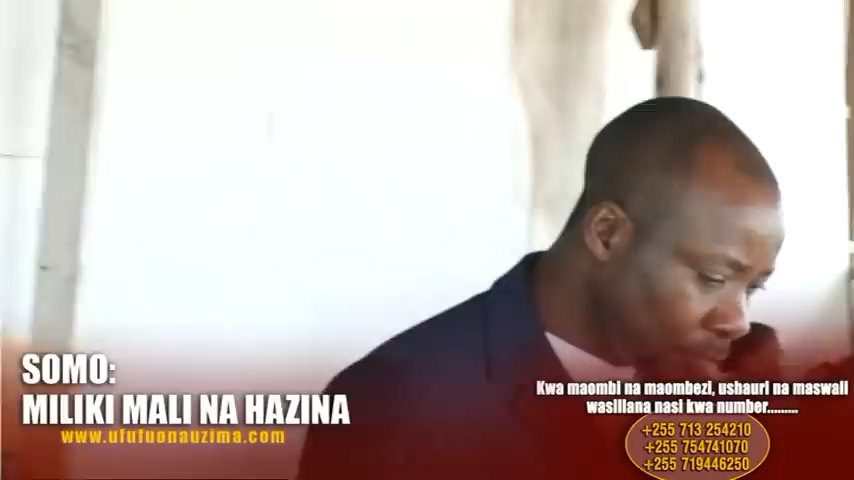 SOMO:
MILIKI MALI NA HAZINA
www.ufufuonauzima.com
Kwa maombi na maombezi, ushauri na maswali
wasiliana nasi kwa number.........
+255 713 254210
+255 754741070
+255 719446250